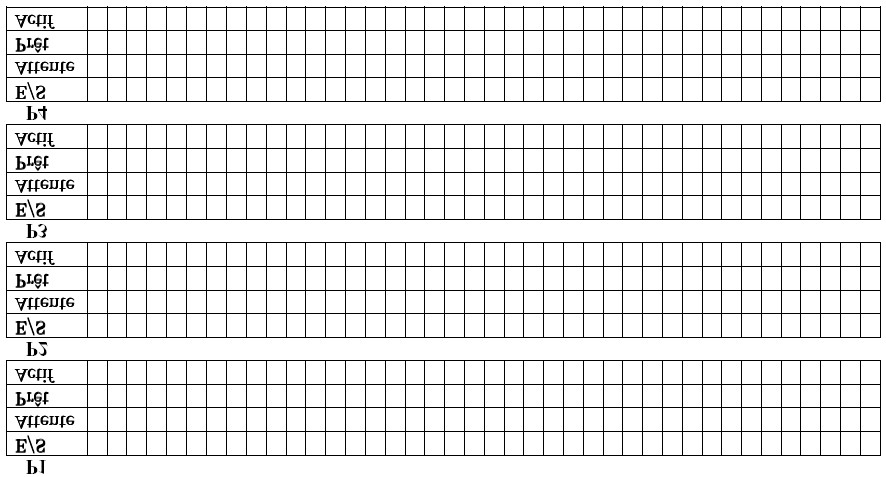 P1
E/S
Attente
Prêt
Actif
P2
E/S
Attente
Prêt
Actif
P3
E/S
Attente
Prêt
Actif
P4
E/S
Attente
Prêt
Actif